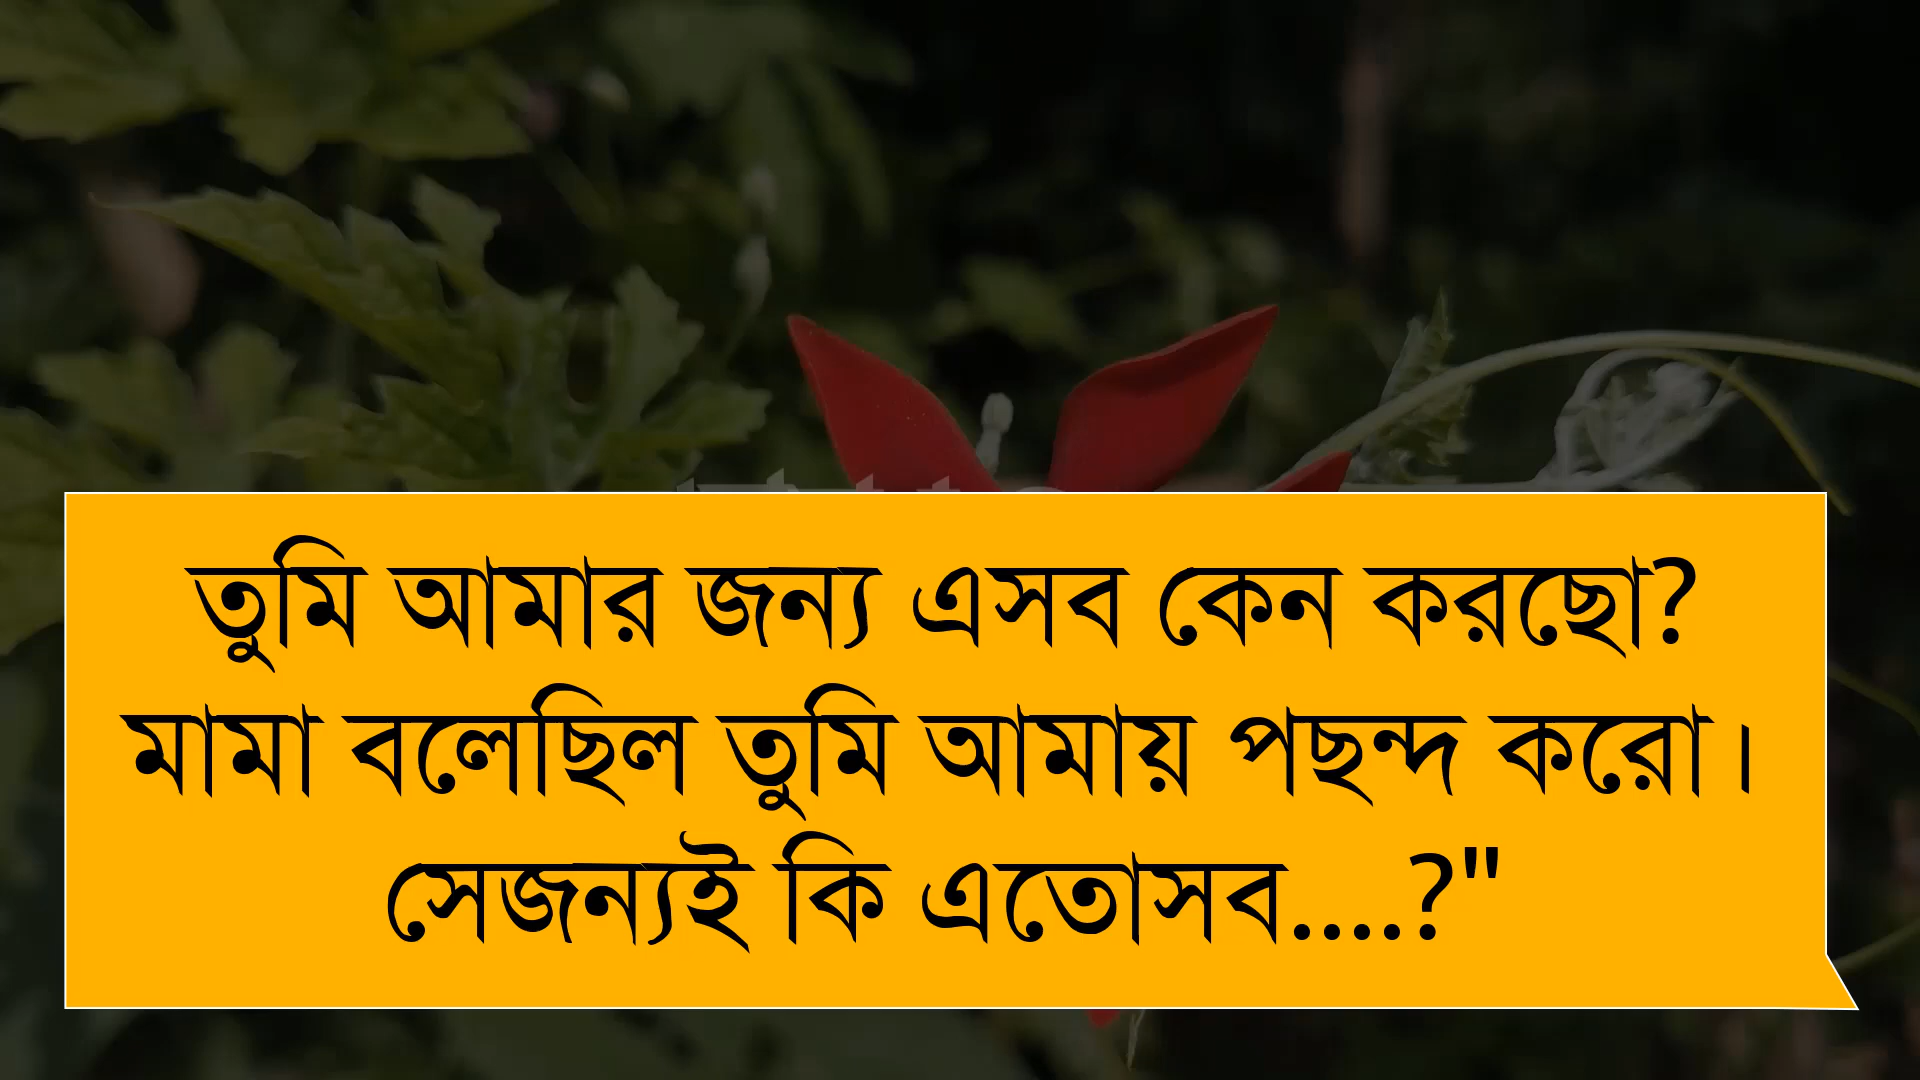 তুমি আমার জন্য এসব কেন করছো?
মামা বলেছিল তুমি আমায় পছন্দ করো।
সেজন্যই কি এতোসব....?"